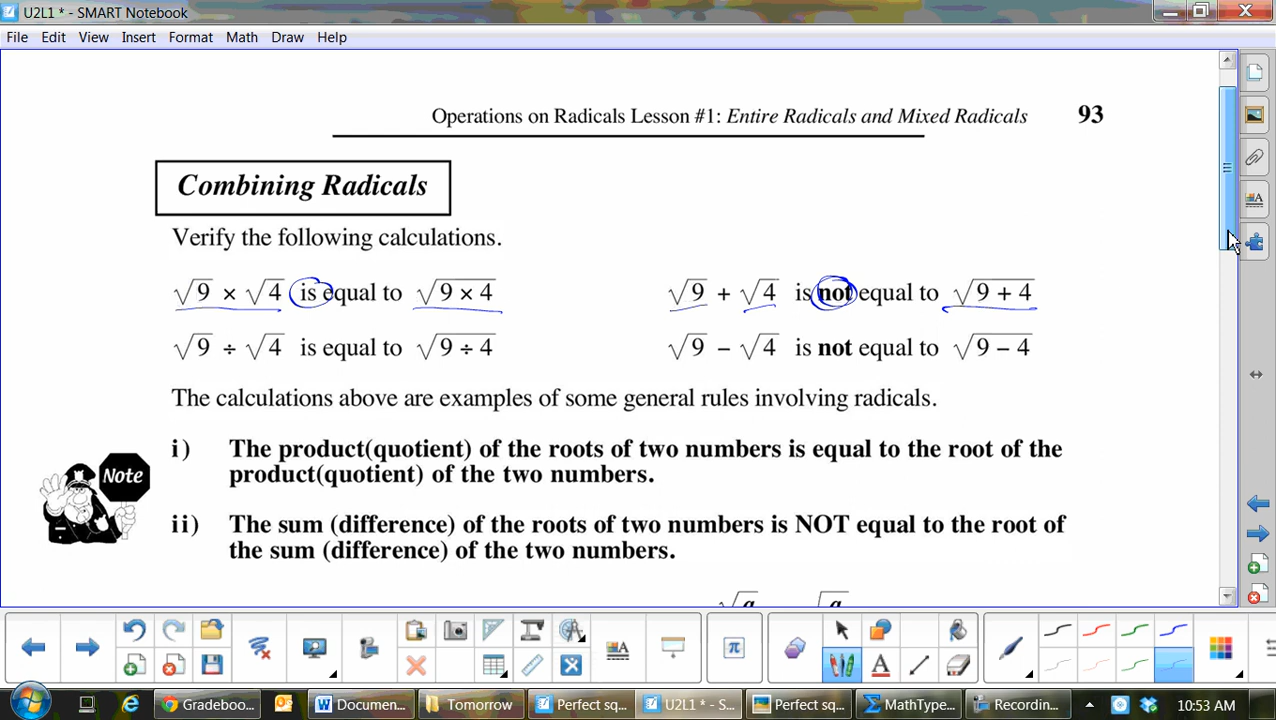 U2L1 * - SMART Notebook
File Edit View Insert Format Math Draw Help
Operations on Radicals Lesson #1: Entire Radicals and Mixed Radicals 93
Combining Radicals
Verify the following calculations.
√9 × √4 is equal to √9 × 4 √9 + √4 is not equal to √9 + 4
√9 ÷ √4 is equal to √9 ÷ 4 √9 − √4 is not equal to √9 − 4
The calculations above are examples of some general rules involving radicals.
Note
i) The product(quotient) of the roots of two numbers is equal to the root of the
product(quotient) of the two numbers.
ii) The sum (difference) of the roots of two numbers is NOT equal to the root of
the sum (difference) of the two numbers.
√a √a
π A
Gradeboo... Documen... Tomorrow Perfect sq... U2L1 * - S... Perfect sq... MathType... Recordin... 10:53 AM